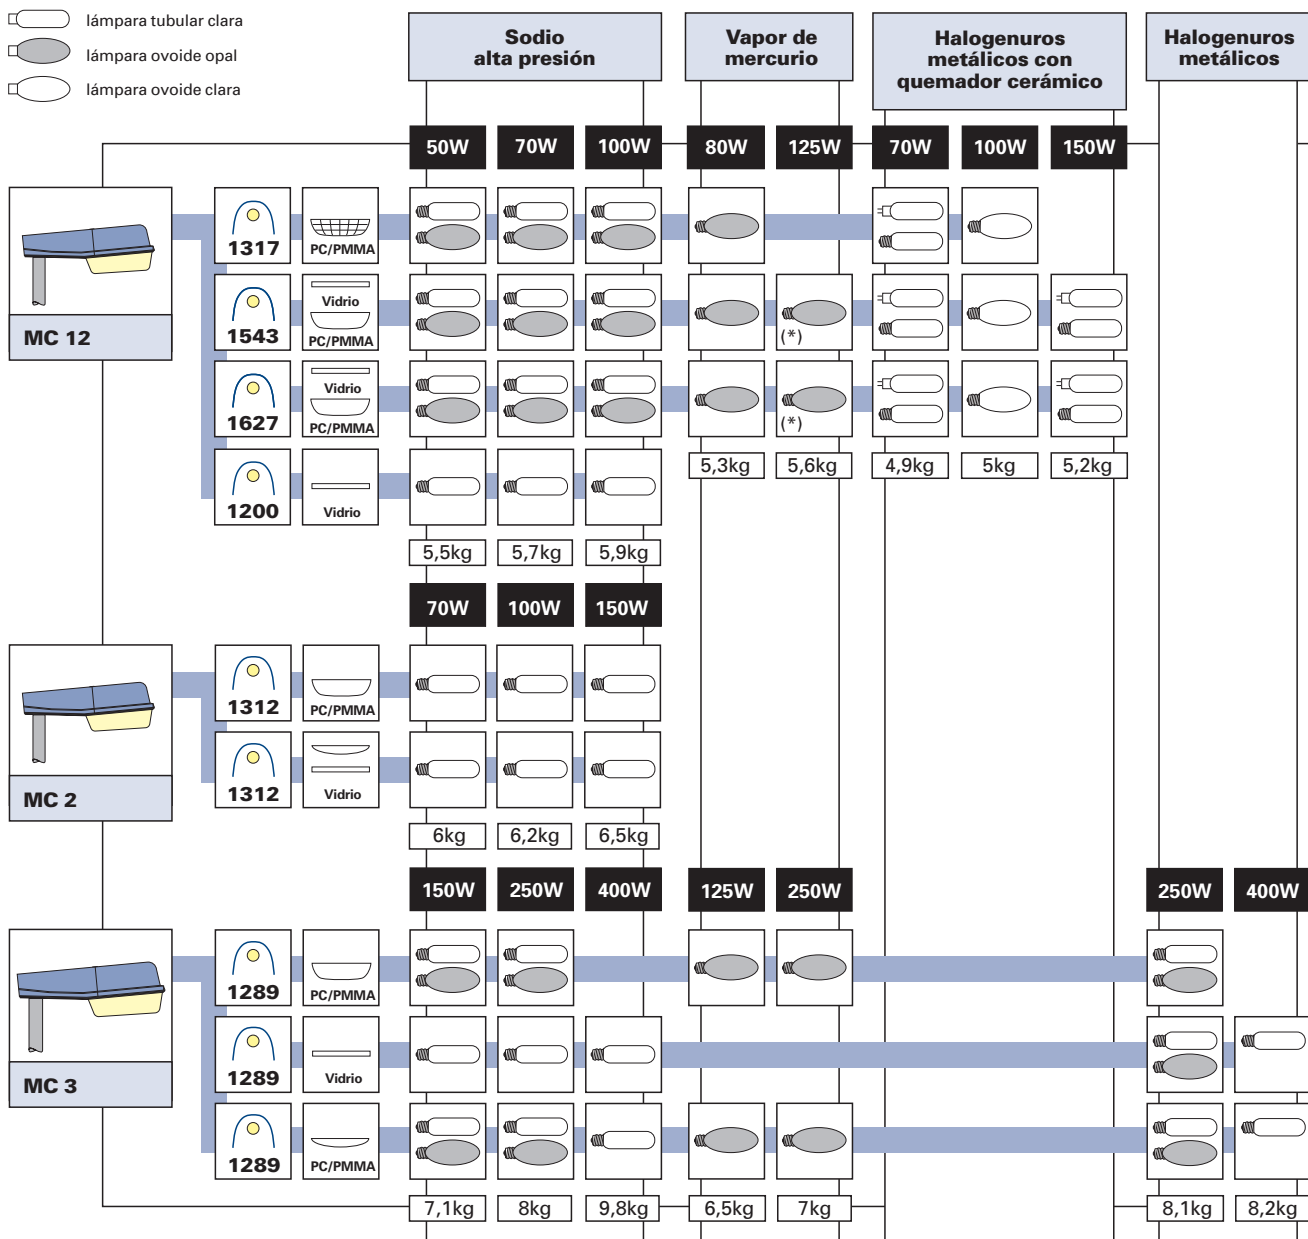 lámpara tubular clara
lámpara ovoide opal
lámpara ovoide clara
Sodio
alta presión
Vapor de
mercurio
Halogenuros
metálicos con
quemador cerámico
Halogenuros
metálicos
50W 70W 100W 80W 125W 70W 100W 150W
MC 12
1317 PC/PMMA
Vidrio
1543 PC/PMMA (*)
Vidrio
1627 PC/PMMA (*)
5,3kg 5,6kg 4,9kg 5kg 5,2kg
1200 Vidrio
5,5kg 5,7kg 5,9kg
70W 100W 150W
MC 2
1312 PC/PMMA
1312 Vidrio
6kg 6,2kg 6,5kg
150W 250W 400W 125W 250W 250W 400W
MC 3
1289 PC/PMMA
1289 Vidrio
1289 PC/PMMA
7,1kg 8kg 9,8kg 6,5kg 7kg 8,1kg 8,2kg